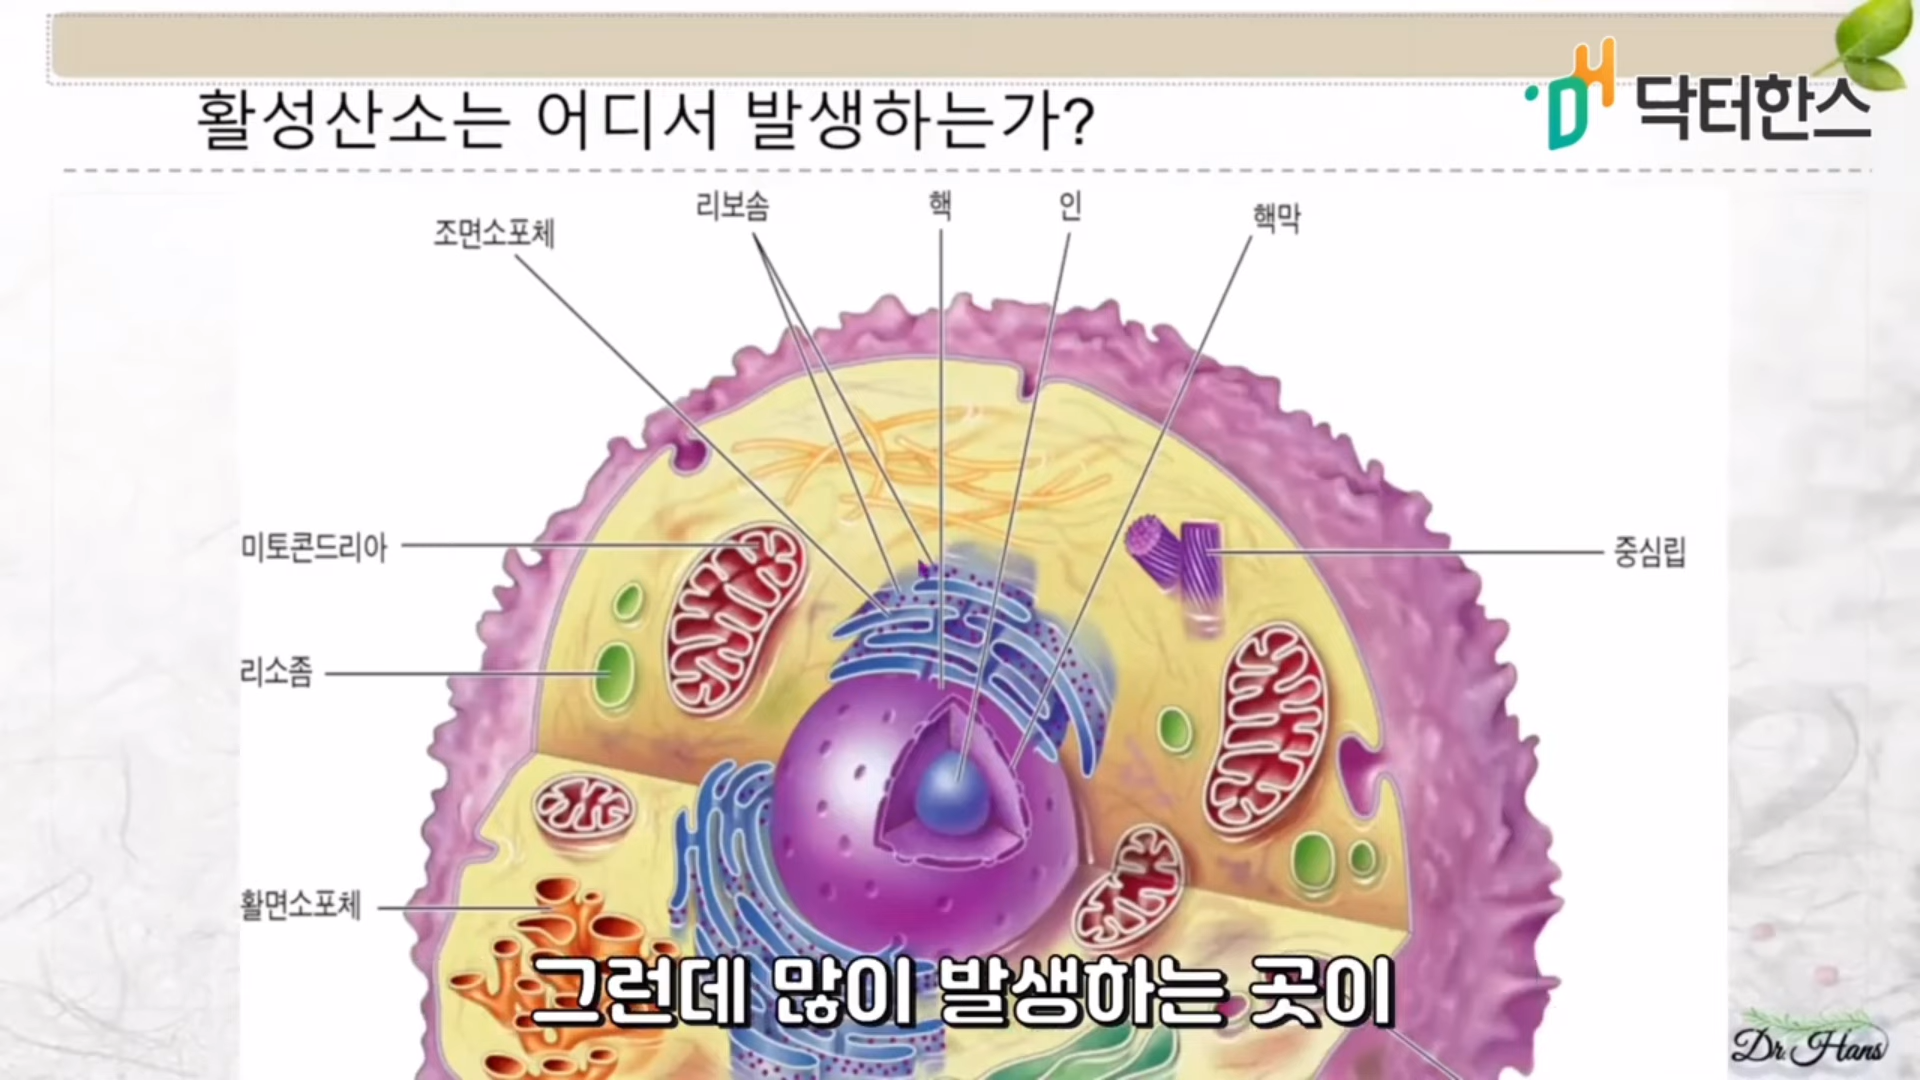 활성산소는 어디서 발생하는가?
닥터한스
리보솜
핵
인
핵막
조면소포체
미토콘드리아
중심립
리소좀
활면소포체
그런데 많이 발생하는 곳이
Dr. Hans